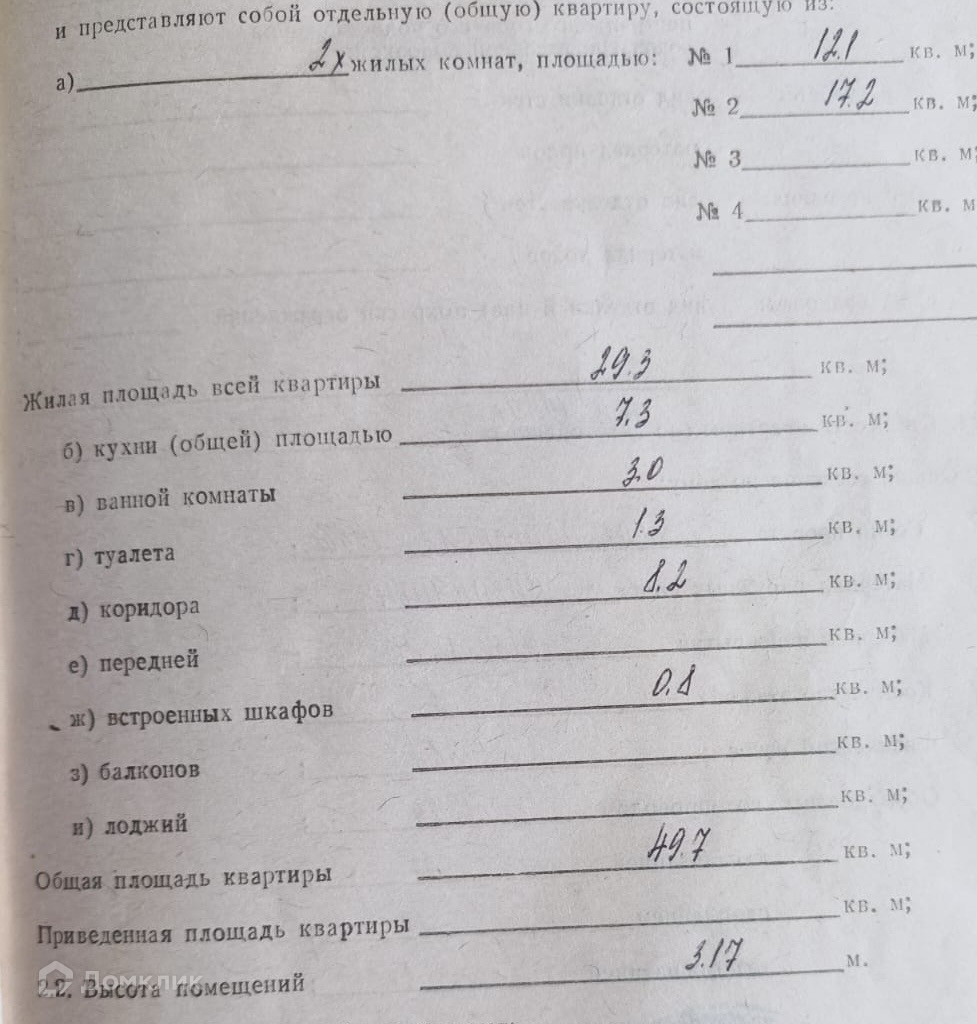 и представляют собой отдельную (общую) квартиру, состоящую из:
а) 2х жилых комнат, площадью: № 1 12.1 кв. м;
№ 2 17.2 кв. м;
№ 3 кв. м;
№ 4 кв. м
Жилая площадь всей квартиры 29.3 кв. м;
б) кухни (общей) площадью 7.3 кв. м;
в) ванной комнаты 3.0 кв. м;
г) туалета 1.3 кв. м;
д) коридора 8.2 кв. м;
е) передней кв. м;
ж) встроенных шкафов 0.8 кв. м;
з) балконов кв. м;
и) лоджий кв. м;
Общая площадь квартиры 49.7 кв. м;
Приведенная площадь квартиры кв. м;
2.2. Высота помещений 3.17 м.
Домклик